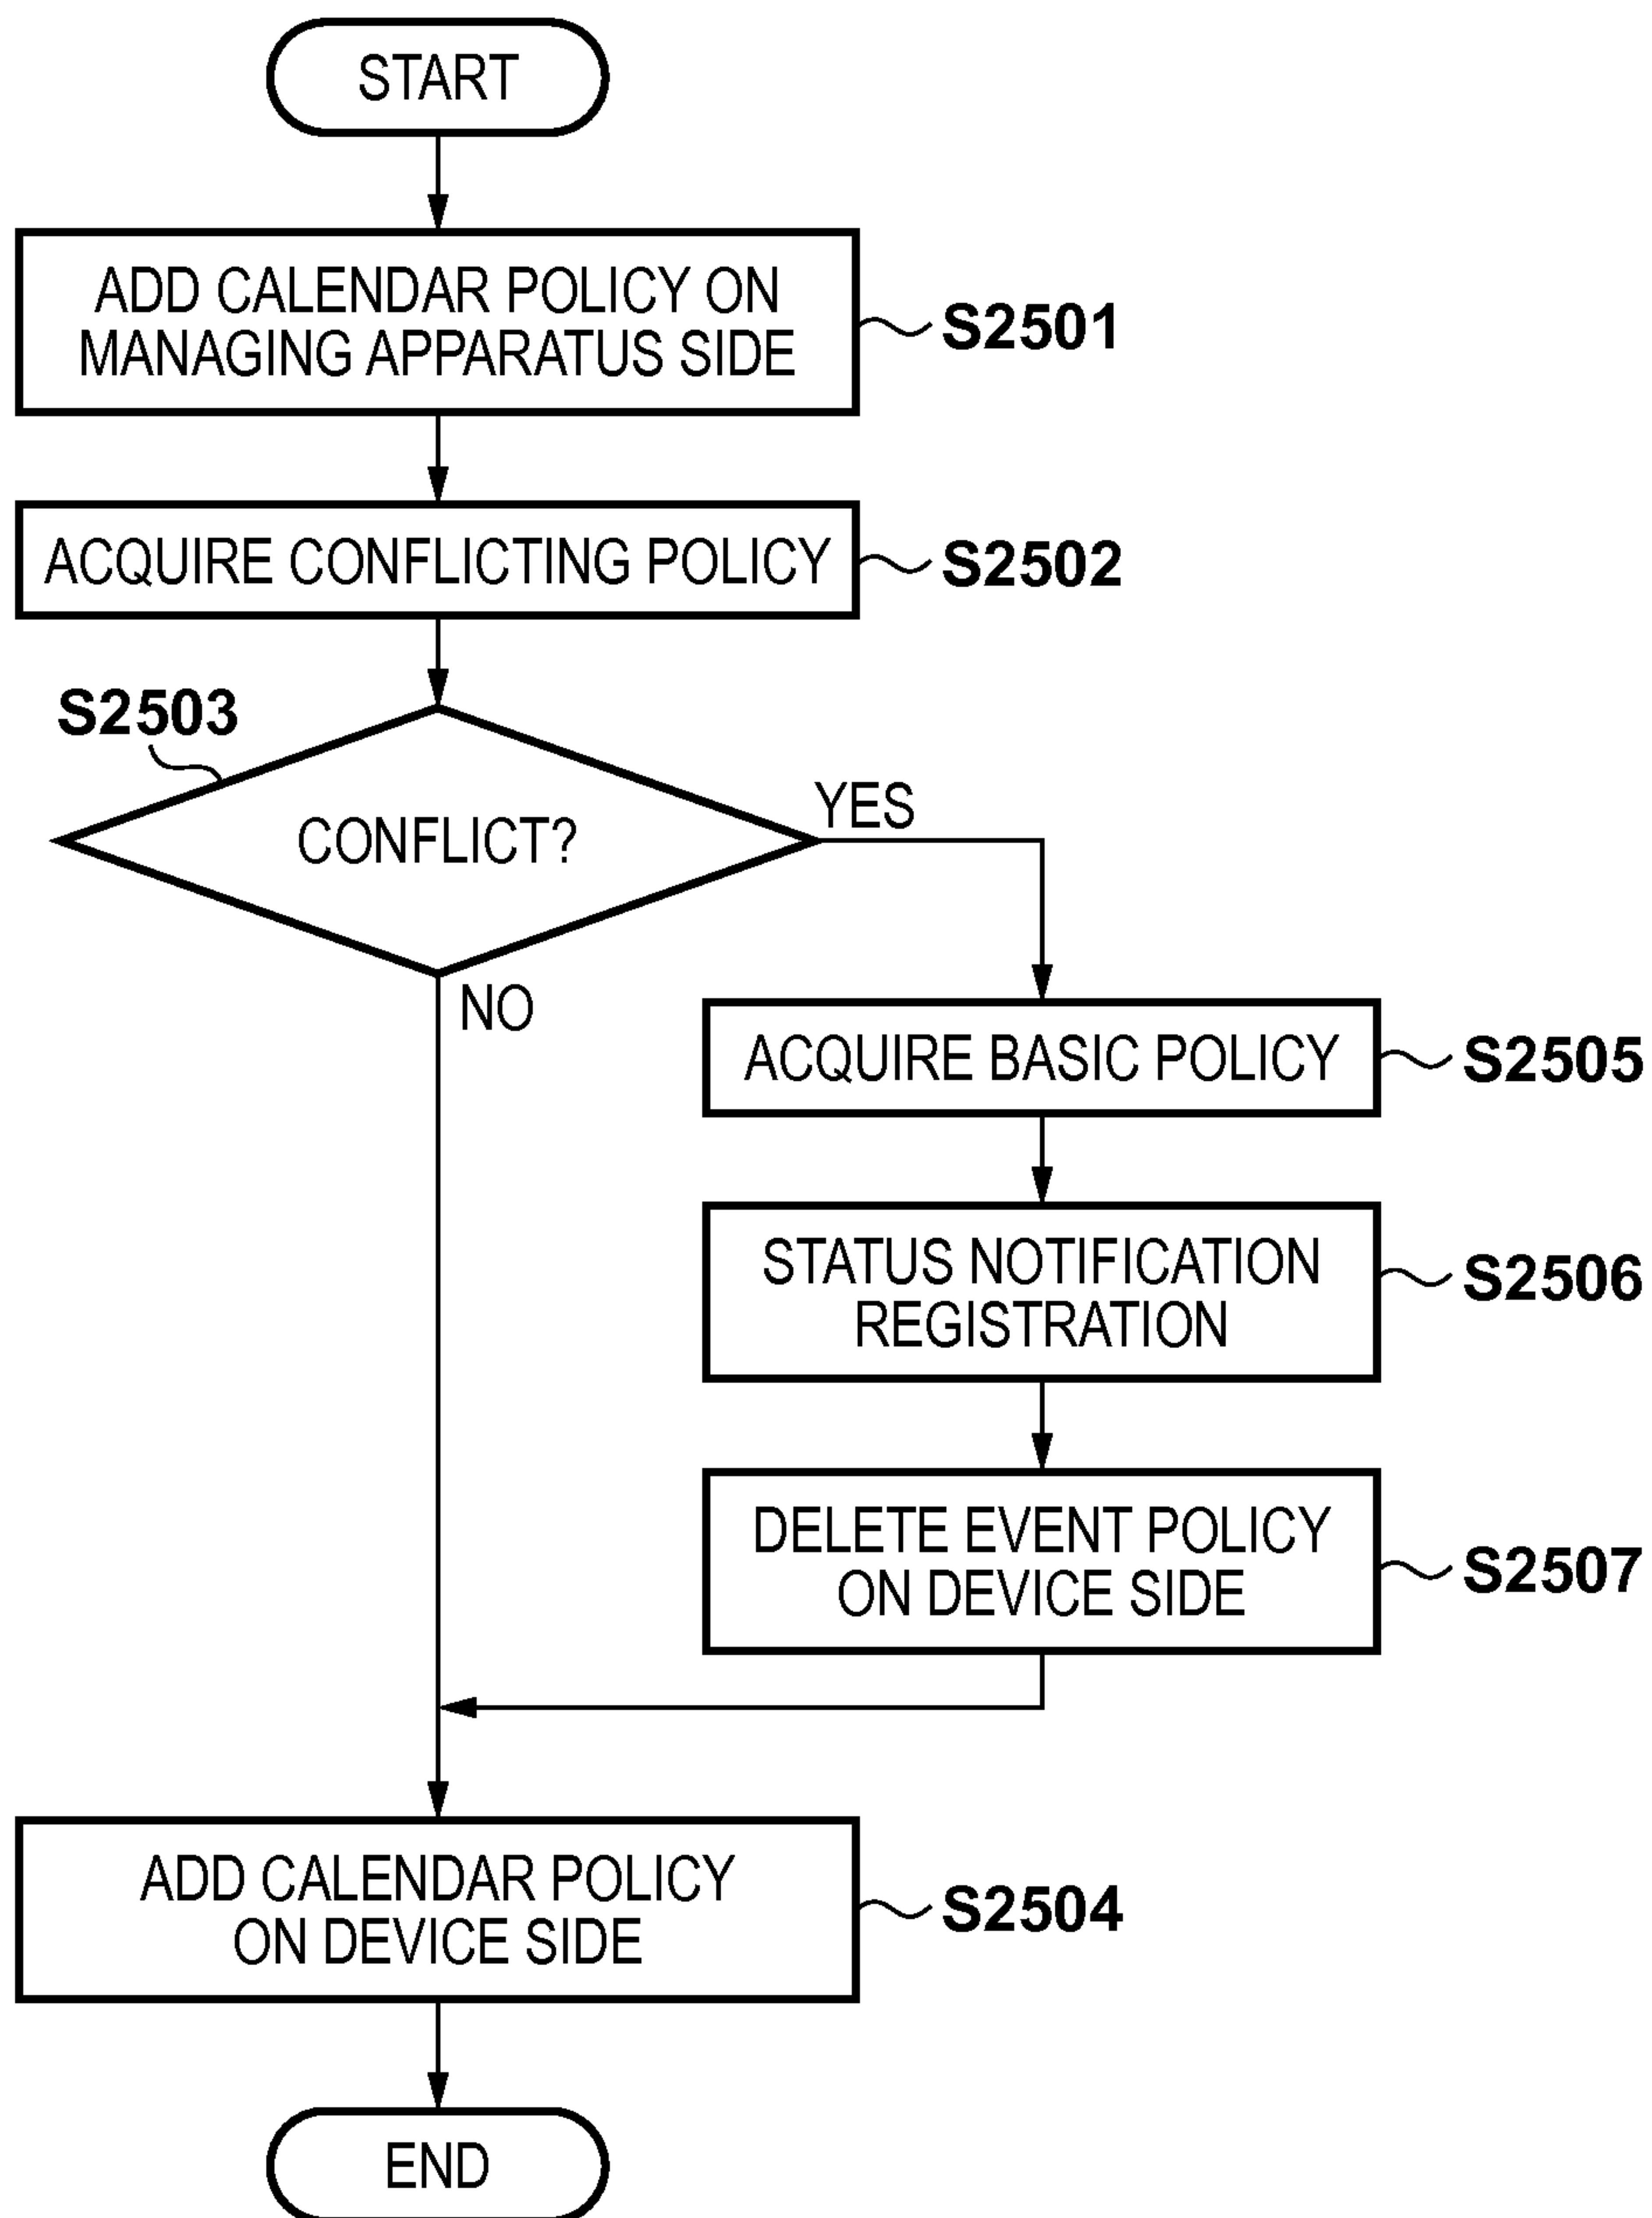 START
ADD CALENDAR POLICY ON
MANAGING APPARATUS SIDE
S2501
ACQUIRE CONFLICTING POLICY
S2502
S2503
CONFLICT?
YES
NO
ACQUIRE BASIC POLICY
S2505
STATUS NOTIFICATION
REGISTRATION
S2506
DELETE EVENT POLICY
ON DEVICE SIDE
S2507
ADD CALENDAR POLICY
ON DEVICE SIDE
S2504
END